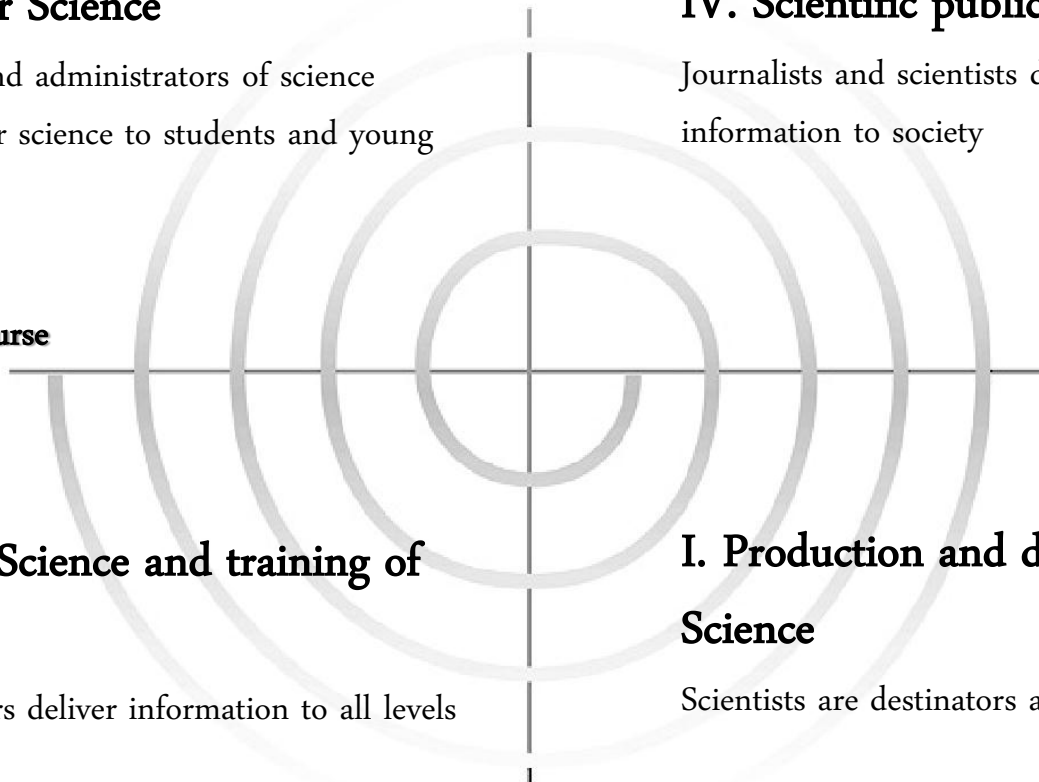 r Science
nd administrators of science
r science to students and young
IV. Scientific public
Journalists and scientists d
information to society
urse
Science and training of
rs deliver information to all levels
I. Production and d
Science
Scientists are destinators a